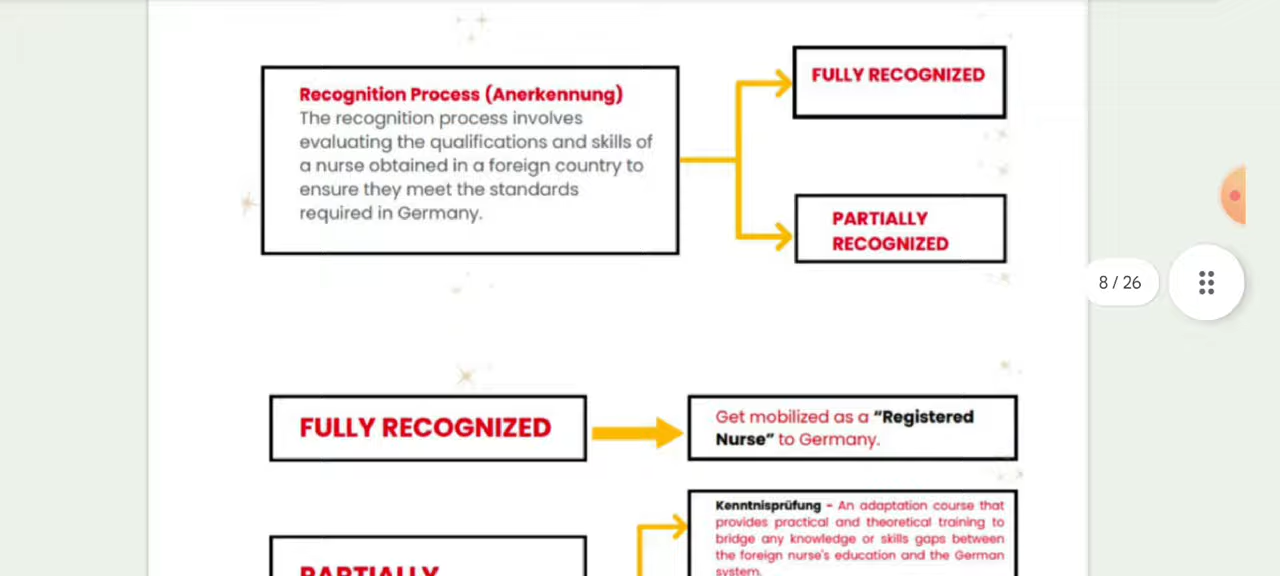 Recognition Process (Anerkennung)
The recognition process involves
evaluating the qualifications and skills of
a nurse obtained in a foreign country to
ensure they meet the standards
required in Germany.
FULLY RECOGNIZED
PARTIALLY
RECOGNIZED
8 / 26
FULLY RECOGNIZED
Get mobilized as a “Registered
Nurse” to Germany.
Kenntnisprüfung - An adaptation course that
provides practical and theoretical training to
bridge any knowledge or skills gaps between
the foreign nurse's education and the German
system.
PARTIALLY